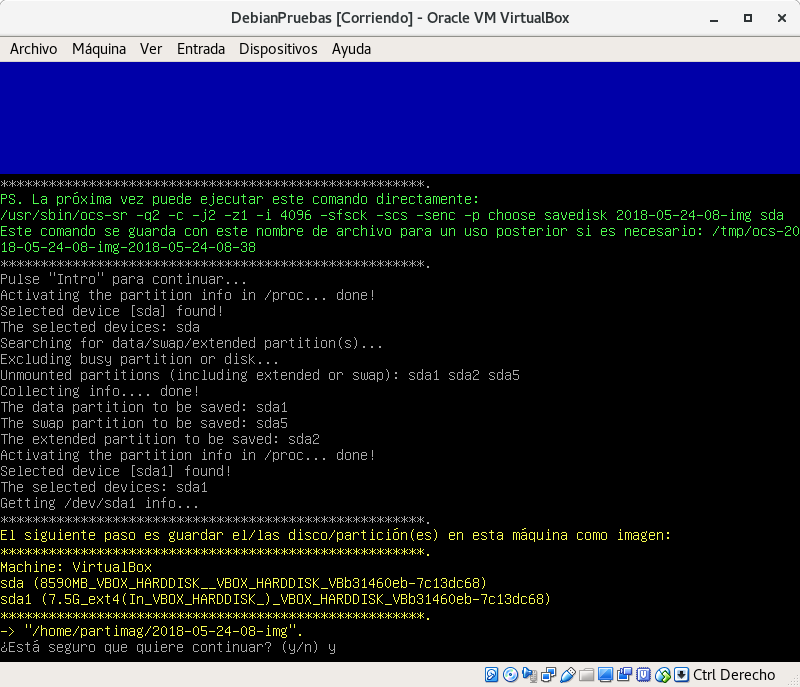 DebianPruebas [Corriendo] - Oracle VM VirtualBox
Archivo Máquina Ver Entrada Dispositivos Ayuda
*****************************************************.
PS. La próxima vez puede ejecutar este comando directamente:
/usr/sbin/ocs-sr -q2 -c -j2 -z1 -i 4096 -sfsck -scs -senc -p choose savedisk 2018-05-24-08-img sda
Este comando se guarda con este nombre de archivo para un uso posterior si es necesario: /tmp/ocs-20
18-05-24-08-img-2018-05-24-08-38
*****************************************************.
Pulse "Intro" para continuar...
Activating the partition info in /proc... done!
Selected device [sda] found!
The selected devices: sda
Searching for data/swap/extended partition(s)...
Excluding busy partition or disk...
Unmounted partitions (including extended or swap): sda1 sda2 sda5
Collecting info.... done!
The data partition to be saved: sda1
The swap partition to be saved: sda5
The extended partition to be saved: sda2
Activating the partition info in /proc... done!
Selected device [sda1] found!
The selected devices: sda1
Getting /dev/sda1 info...
*****************************************************.
El siguiente paso es guardar el/las disco/partición(es) en esta máquina como imagen:
*****************************************************.
Machine: VirtualBox
sda (8590MB_VBOX_HARDDISK__VBOX_HARDDISK_VBb31460eb-7c13dc68)
sda1 (7.5G_ext4(In_VBOX_HARDDISK_)_VBOX_HARDDISK_VBb31460eb-7c13dc68)
*****************************************************.
-> "/home/partimag/2018-05-24-08-img".
¿Está seguro que quiere continuar? (y/n) y
Ctrl Derecho